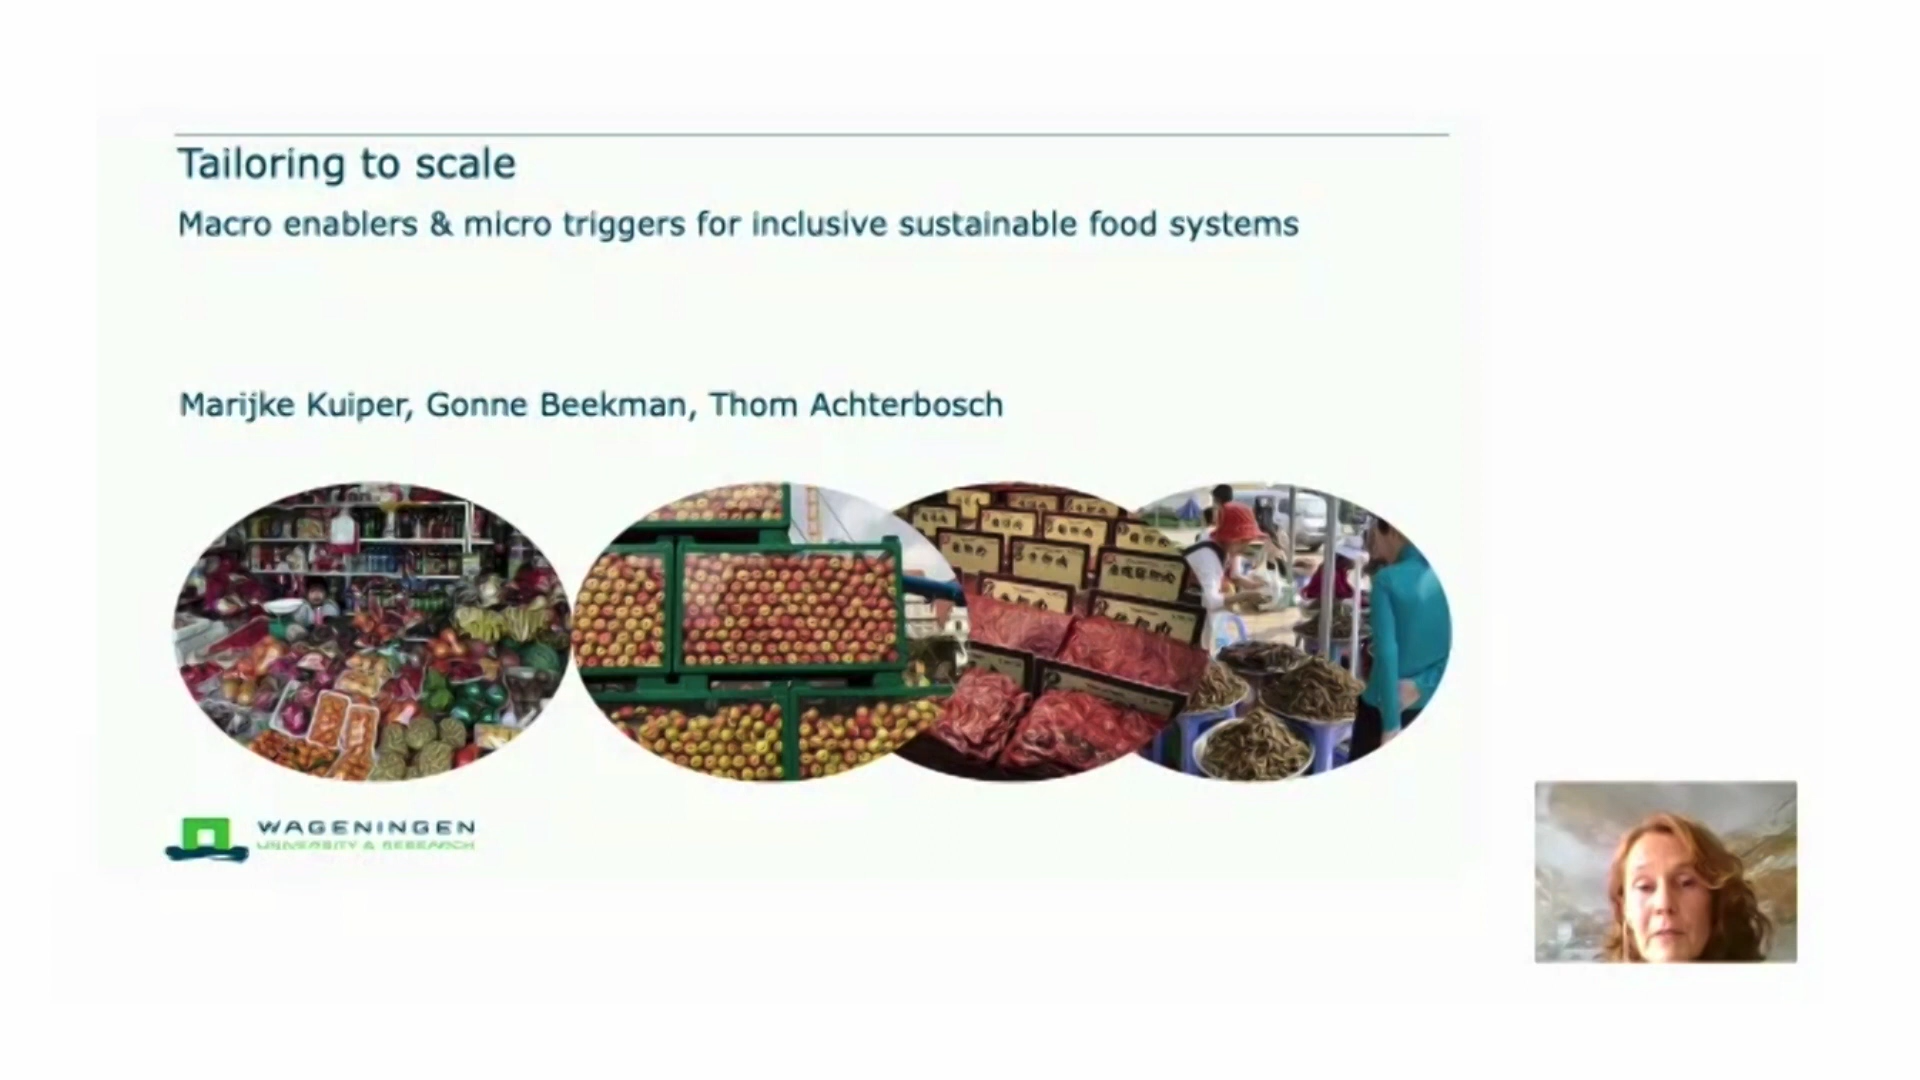 Tailoring to scale
Macro enablers & micro triggers for inclusive sustainable food systems
Marijke Kuiper, Gonne Beekman, Thom Achterbosch
WAGENINGEN
UNIVERSITY & RESEARCH